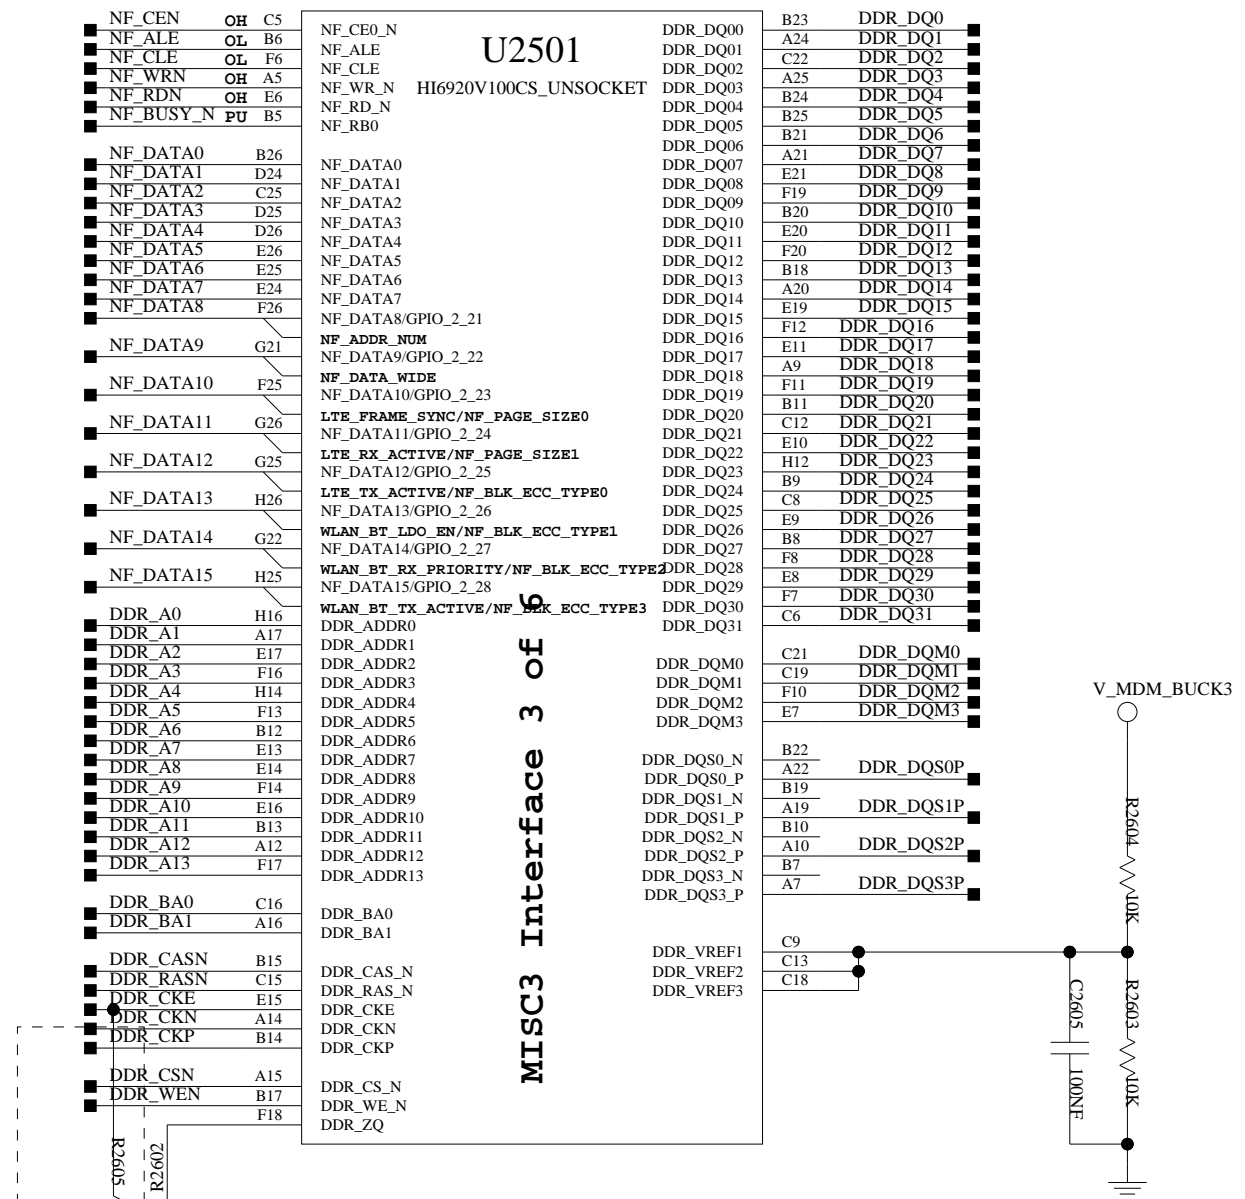 NF_CEN OH C5 NF_CE0_N
NF_ALE OL B6 NF_ALE
NF_CLE OL F6 NF_CLE
NF_WRN OH A5 NF_WR_N
NF_RDN OH E6 NF_RD_N
NF_BUSY_N PU B5 NF_RB0
NF_DATA0 B26 NF_DATA0
NF_DATA1 D24 NF_DATA1
NF_DATA2 C25 NF_DATA2
NF_DATA3 D25 NF_DATA3
NF_DATA4 D26 NF_DATA4
NF_DATA5 E26 NF_DATA5
NF_DATA6 E25 NF_DATA6
NF_DATA7 E24 NF_DATA7
NF_DATA8 F26 NF_DATA8/GPIO_2_21
NF_ADDR_NUM
NF_DATA9 G21 NF_DATA9/GPIO_2_22
NF_DATA_WIDE
NF_DATA10 F25 NF_DATA10/GPIO_2_23
LTE_FRAME_SYNC/NF_PAGE_SIZE0
NF_DATA11 G26 NF_DATA11/GPIO_2_24
LTE_RX_ACTIVE/NF_PAGE_SIZE1
NF_DATA12 G25 NF_DATA12/GPIO_2_25
LTE_TX_ACTIVE/NF_BLK_ECC_TYPE0
NF_DATA13 H26 NF_DATA13/GPIO_2_26
WLAN_BT_LDO_EN/NF_BLK_ECC_TYPE1
NF_DATA14 G22 NF_DATA14/GPIO_2_27
WLAN_BT_RX_PRIORITY/NF_BLK_ECC_TYPE2
NF_DATA15 H25 NF_DATA15/GPIO_2_28
WLAN_BT_TX_ACTIVE/NF_BLK_ECC_TYPE3
DDR_A0 H16 DDR_ADDR0
DDR_A1 A17 DDR_ADDR1
DDR_A2 E17 DDR_ADDR2
DDR_A3 F16 DDR_ADDR3
DDR_A4 H14 DDR_ADDR4
DDR_A5 F13 DDR_ADDR5
DDR_A6 B12 DDR_ADDR6
DDR_A7 E13 DDR_ADDR7
DDR_A8 E14 DDR_ADDR8
DDR_A9 F14 DDR_ADDR9
DDR_A10 E16 DDR_ADDR10
DDR_A11 B13 DDR_ADDR11
DDR_A12 A12 DDR_ADDR12
DDR_A13 F17 DDR_ADDR13
DDR_BA0 C16 DDR_BA0
DDR_BA1 A16 DDR_BA1
DDR_CASN B15 DDR_CAS_N
DDR_RASN C15 DDR_RAS_N
DDR_CKE E15 DDR_CKE
DDR_CKN A14 DDR_CKN
DDR_CKP B14 DDR_CKP
DDR_CSN A15 DDR_CS_N
DDR_WEN B17 DDR_WE_N
F18 DDR_ZQ
R2605
R2602
U2501
HI6920V100CS_UNSOCKET
MISC3 Interface 3 of 6
DDR_DQ00 B23 DDR_DQ0
DDR_DQ01 A24 DDR_DQ1
DDR_DQ02 C22 DDR_DQ2
DDR_DQ03 A25 DDR_DQ3
DDR_DQ04 B24 DDR_DQ4
DDR_DQ05 B25 DDR_DQ5
DDR_DQ06 B21 DDR_DQ6
DDR_DQ07 A21 DDR_DQ7
DDR_DQ08 E21 DDR_DQ8
DDR_DQ09 F19 DDR_DQ9
DDR_DQ10 B20 DDR_DQ10
DDR_DQ11 E20 DDR_DQ11
DDR_DQ12 F20 DDR_DQ12
DDR_DQ13 B18 DDR_DQ13
DDR_DQ14 A20 DDR_DQ14
DDR_DQ15 E19 DDR_DQ15
DDR_DQ16 F12 DDR_DQ16
DDR_DQ17 E11 DDR_DQ17
DDR_DQ18 A9 DDR_DQ18
DDR_DQ19 F11 DDR_DQ19
DDR_DQ20 B11 DDR_DQ20
DDR_DQ21 C12 DDR_DQ21
DDR_DQ22 E10 DDR_DQ22
DDR_DQ23 H12 DDR_DQ23
DDR_DQ24 B9 DDR_DQ24
DDR_DQ25 C8 DDR_DQ25
DDR_DQ26 E9 DDR_DQ26
DDR_DQ27 B8 DDR_DQ27
DDR_DQ28 F8 DDR_DQ28
DDR_DQ29 E8 DDR_DQ29
DDR_DQ30 F7 DDR_DQ30
DDR_DQ31 C6 DDR_DQ31
DDR_DQM0 C21 DDR_DQM0
DDR_DQM1 C19 DDR_DQM1
DDR_DQM2 F10 DDR_DQM2
DDR_DQM3 E7 DDR_DQM3
DDR_DQS0_N B22
DDR_DQS0_P A22 DDR_DQS0P
DDR_DQS1_N B19
DDR_DQS1_P A19 DDR_DQS1P
DDR_DQS2_N B10
DDR_DQS2_P A10 DDR_DQS2P
DDR_DQS3_N B7
DDR_DQS3_P A7 DDR_DQS3P
DDR_VREF1 C9
DDR_VREF2 C13
DDR_VREF3 C18
V_MDM_BUCK3
R2604
10K
C2605
100NF
R2603
10K